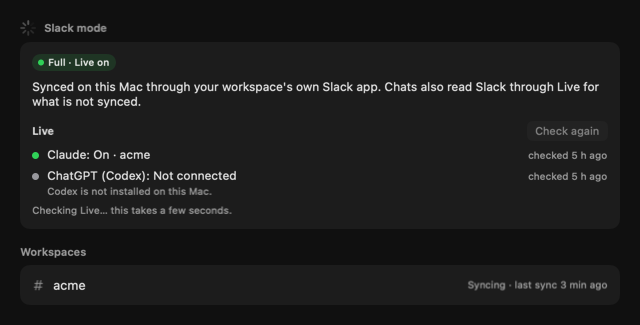 Slack mode
Full · Live on
Synced on this Mac through your workspace's own Slack app. Chats also read Slack through Live for
what is not synced.
Live
Check again
Claude: On · acme
checked 5 h ago
ChatGPT (Codex): Not connected
checked 5 h ago
Codex is not installed on this Mac.
Checking Live... this takes a few seconds.
Workspaces
# acme
Syncing · last sync 3 min ago